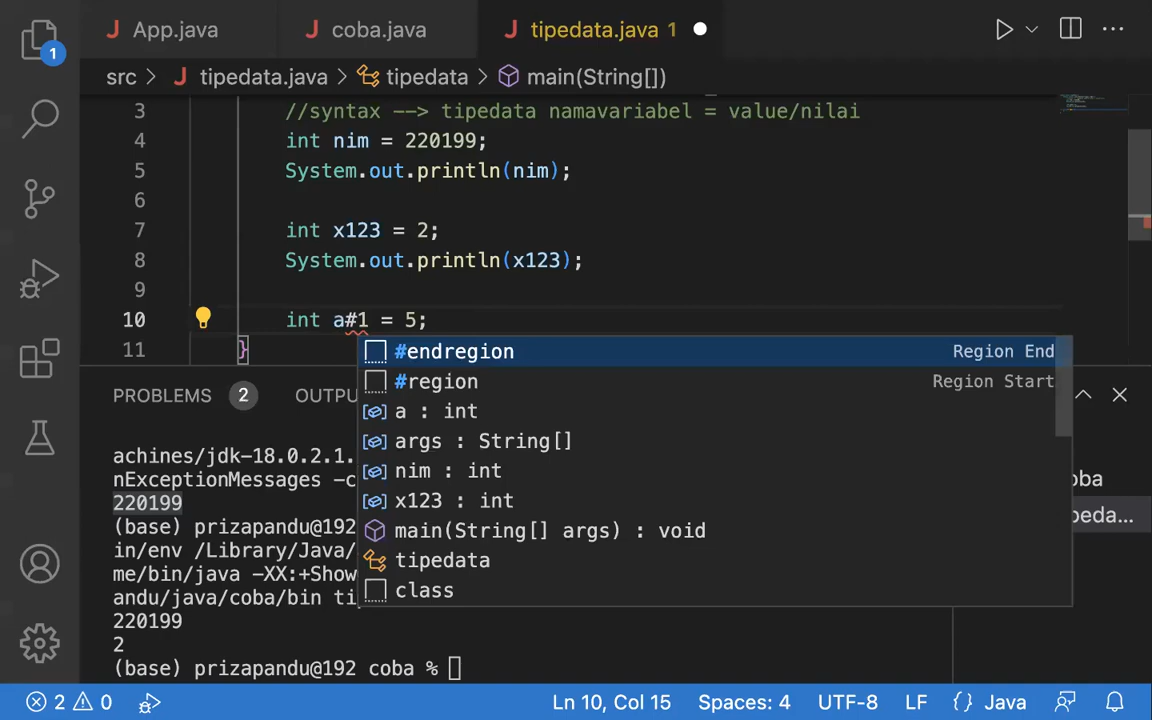 App.java coba.java tipedata.java 1
src > tipedata.java > tipedata > main(String[])
3 //syntax --> tipedata namavariabel = value/nilai
4 int nim = 220199;
5 System.out.println(nim);
6
7 int x123 = 2;
8 System.out.println(x123);
9
10 int a#1 = 5;
11 }
#endregion Region End
#region Region Start
a : int
args : String[]
nim : int
x123 : int
main(String[] args) : void
tipedata
class
1
PROBLEMS 2 OUTPU
achines/jdk-18.0.2.1.
nExceptionMessages -c
220199
(base) prizapandu@192
in/env /Library/Java/
me/bin/java -XX:+Show
andu/java/coba/bin ti
220199
2
(base) prizapandu@192 coba %
oba
peda...
2 0 Ln 10, Col 15 Spaces: 4 UTF-8 LF {} Java